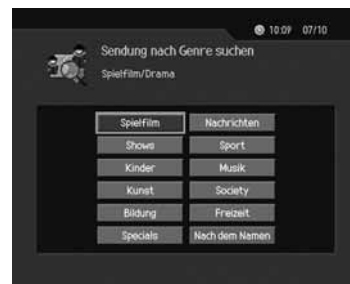 10:09 07/10
Sendung nach Genre suchen
Spielfilm/Drama
Spielfilm Nachrichten
Shows Sport
Kinder Musik
Kunst Society
Bildung Freizeit
Specials Nach dem Namen